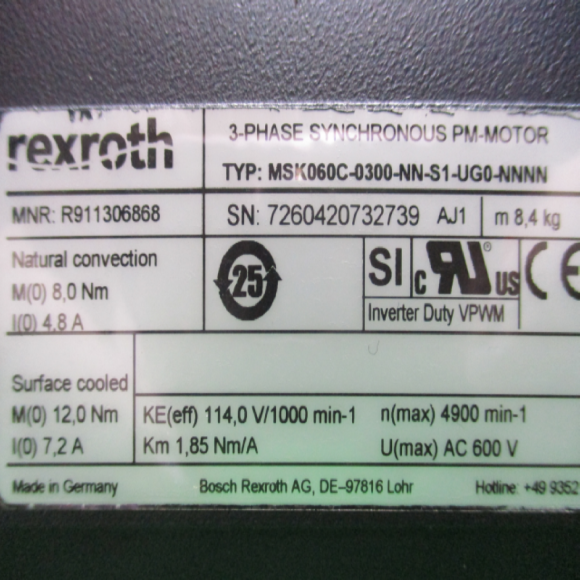 rexroth
3-PHASE SYNCHRONOUS PM-MOTOR
TYP: MSK060C-0300-NN-S1-UG0-NNNN
MNR: R911306868
SN: 7260420732739 AJ1
m 8,4 kg
Natural convection
M(0) 8,0 Nm
I(0) 4,8 A
25
SI
c RU us
®
CE
Inverter Duty VPWM
Surface cooled
M(0) 12,0 Nm
I(0) 7,2 A
KE(eff) 114,0 V/1000 min-1
n(max) 4900 min-1
Km 1,85 Nm/A
U(max) AC 600 V
Made in Germany
Bosch Rexroth AG, DE-97816 Lohr
Hotline: +49 9352